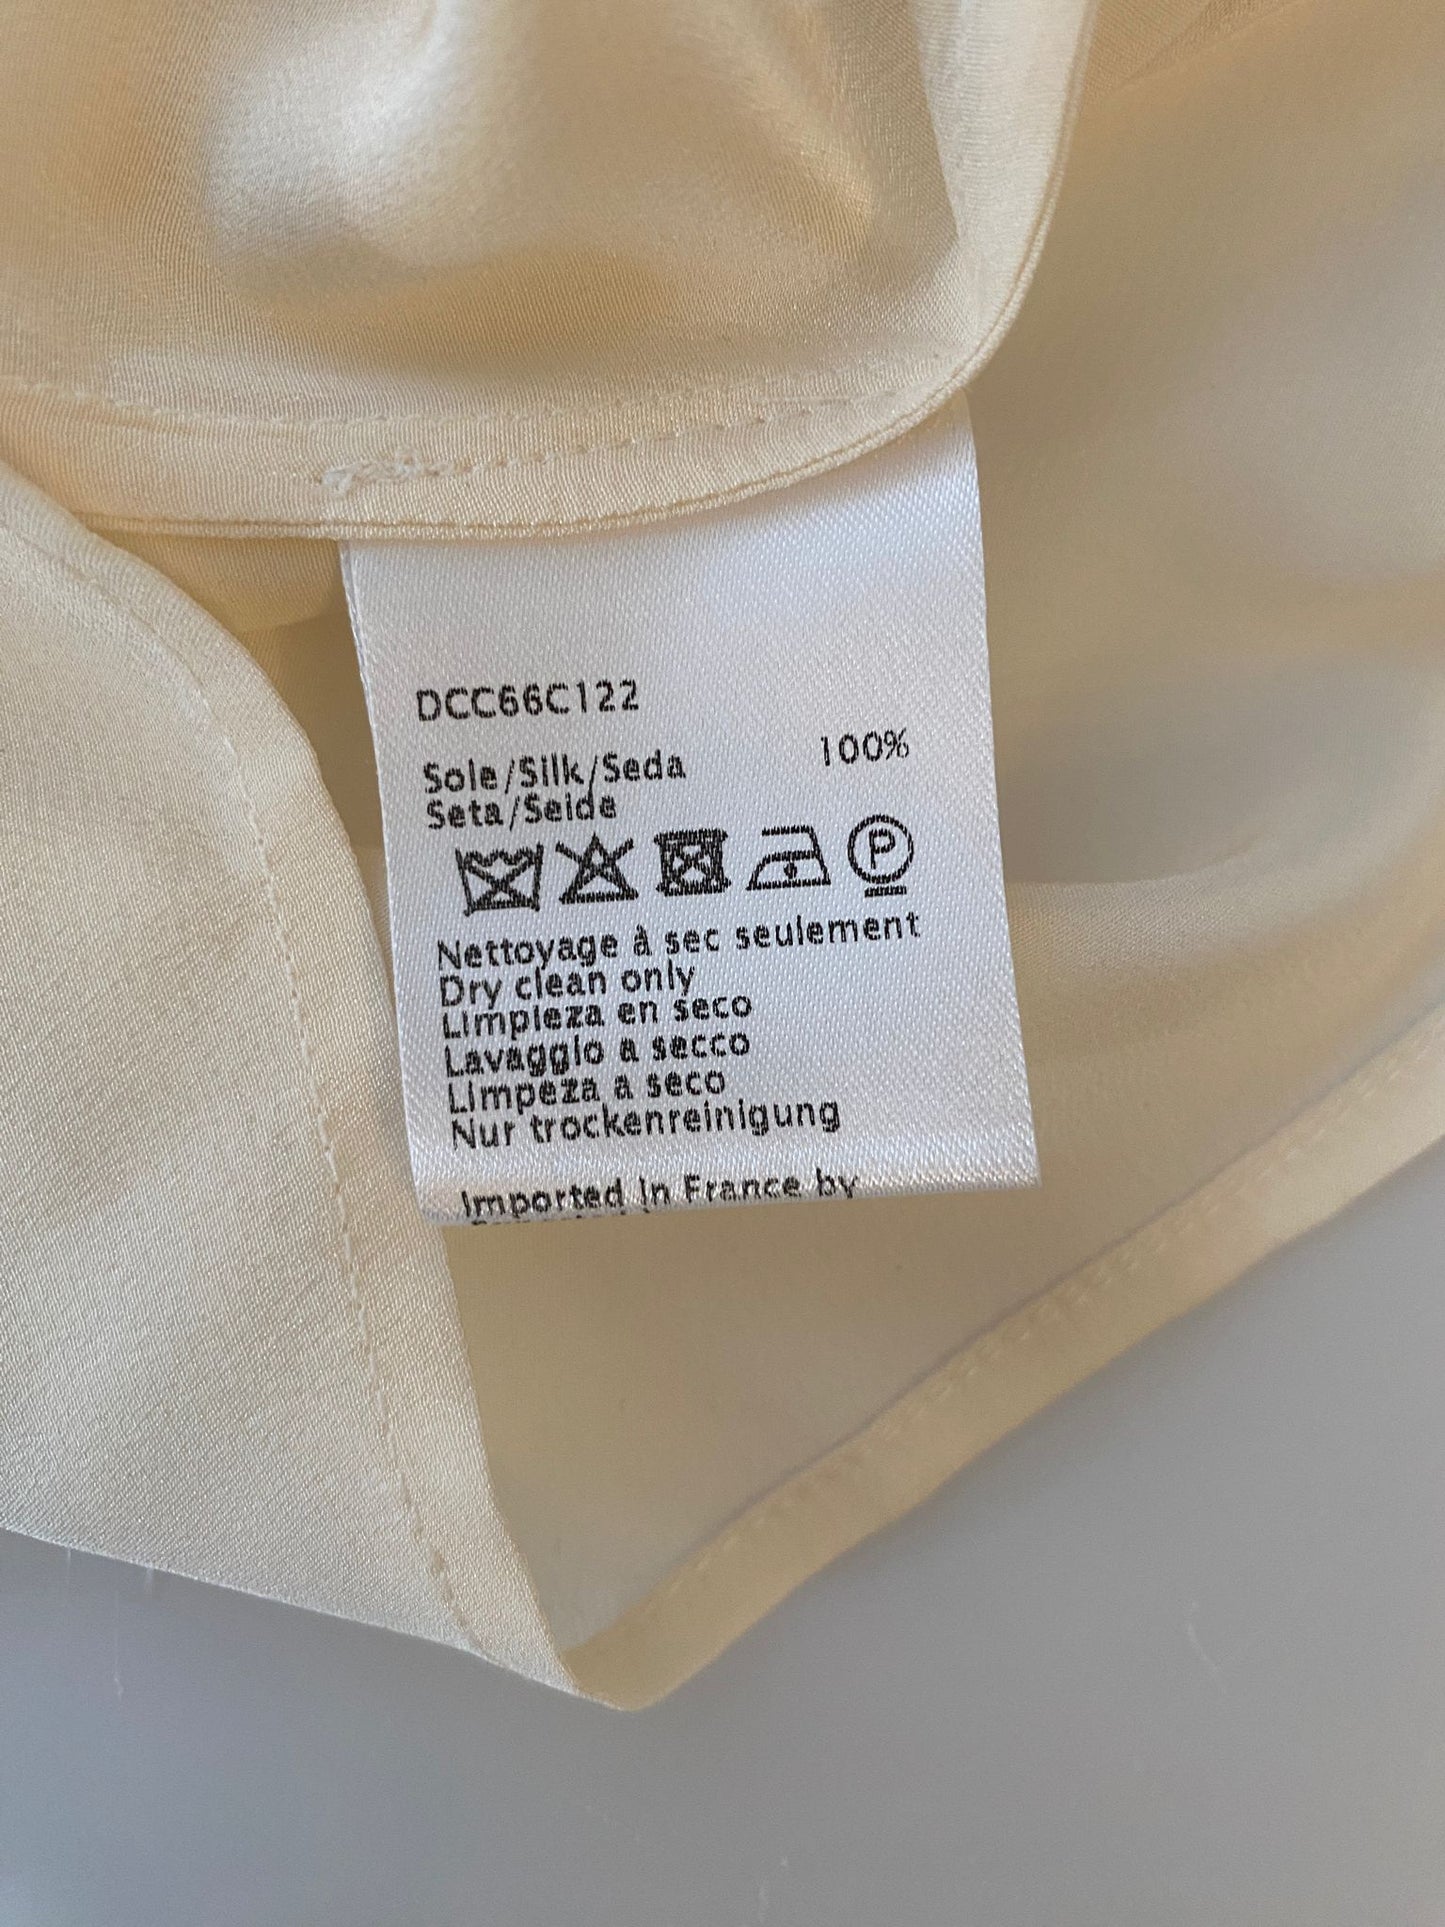 DCC66C122
Sole/Silk/Seda 100%
Seta/Seide
P
Nettoyage à sec seulement
Dry clean only
Limpieza en seco
Lavaggio a secco
Limpeza a seco
Nur trockenreinigung
Imported in France by